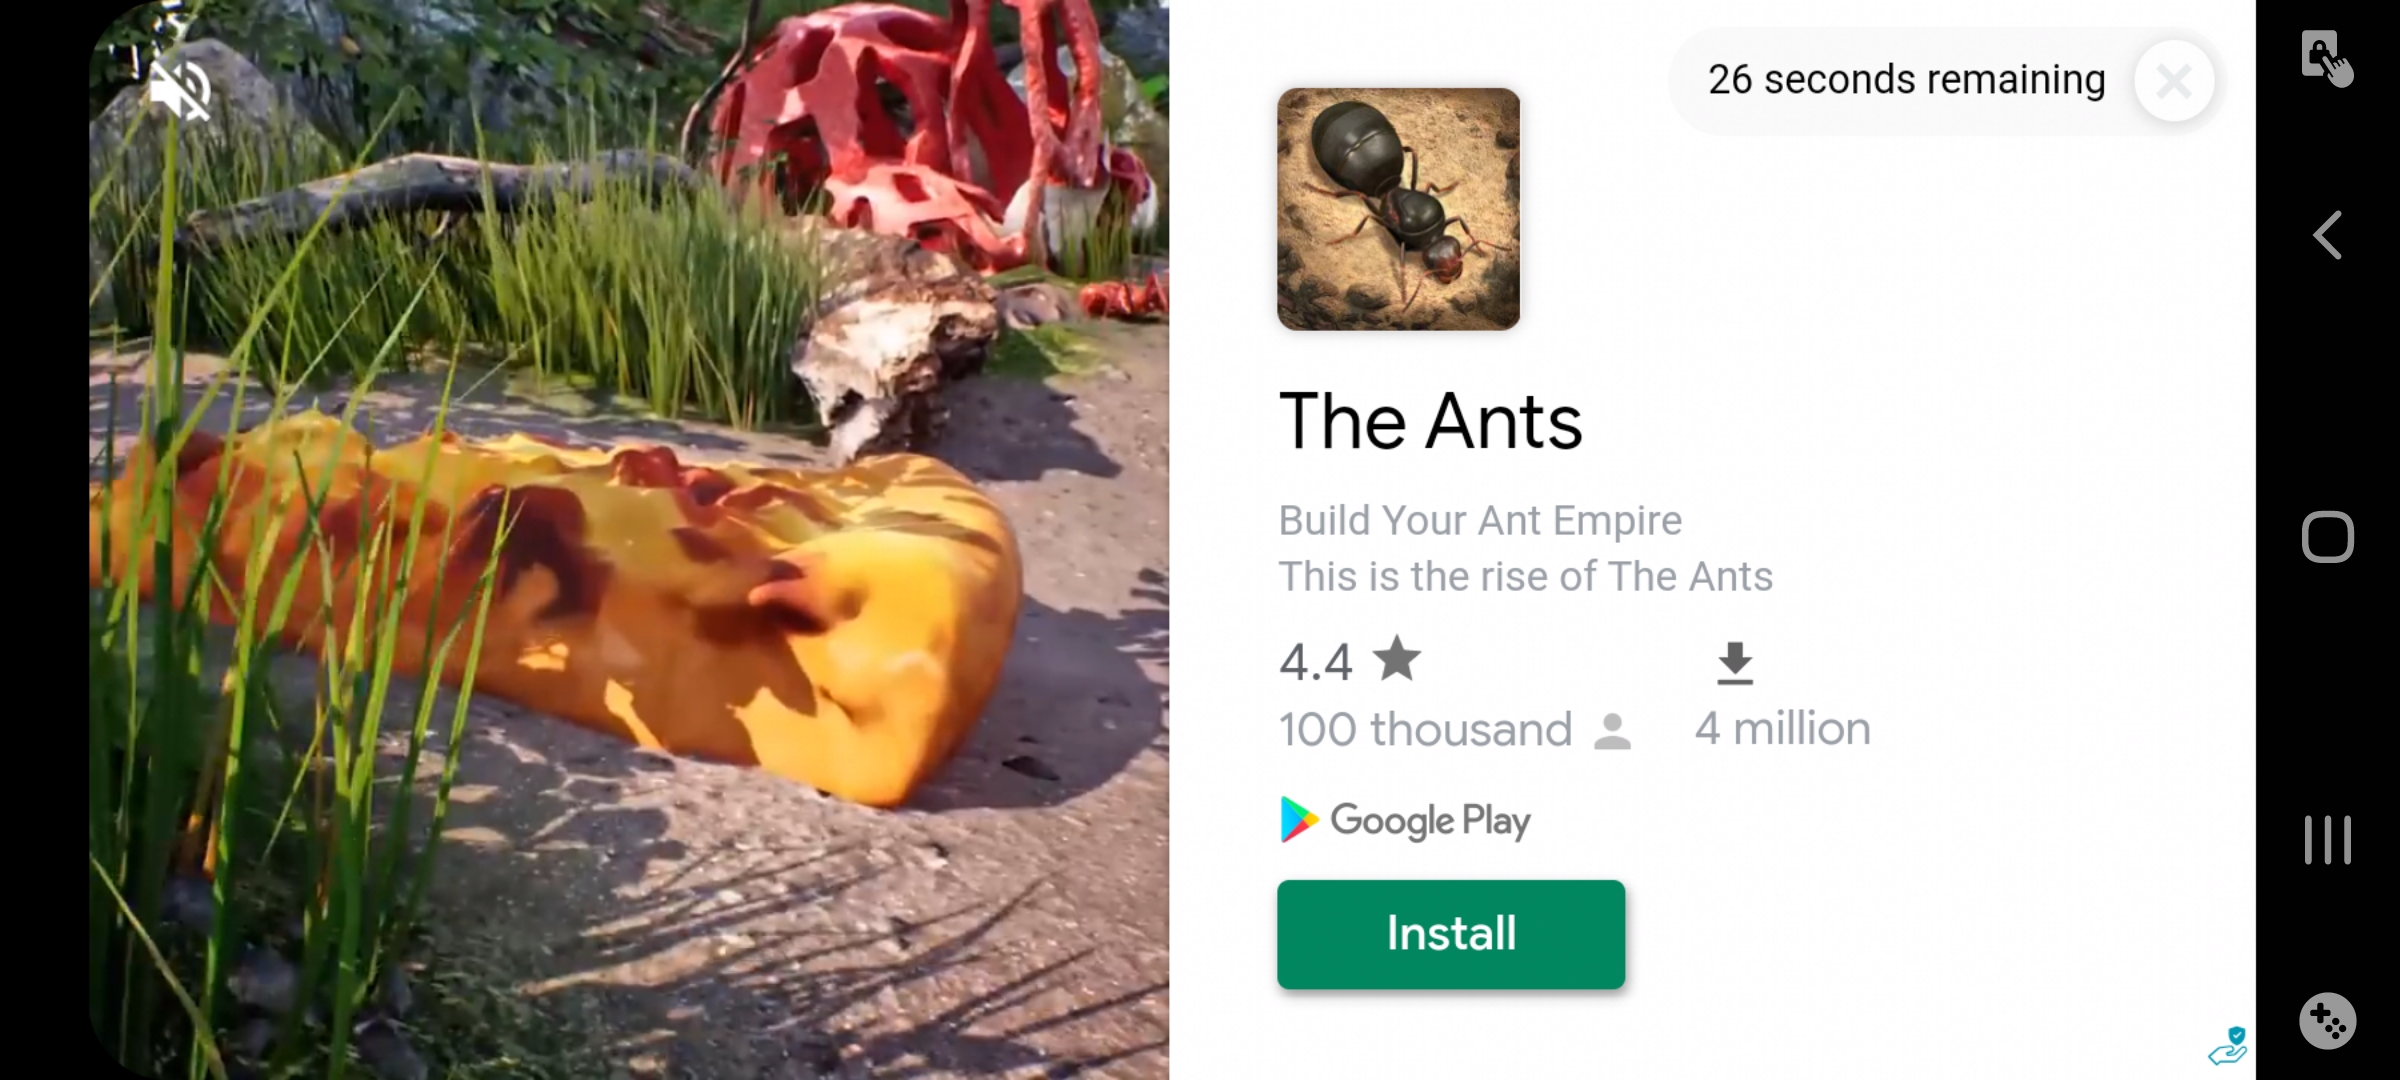 26 seconds remaining
The Ants
Build Your Ant Empire
This is the rise of The Ants
4.4
100 thousand
4 million
Google Play
Install